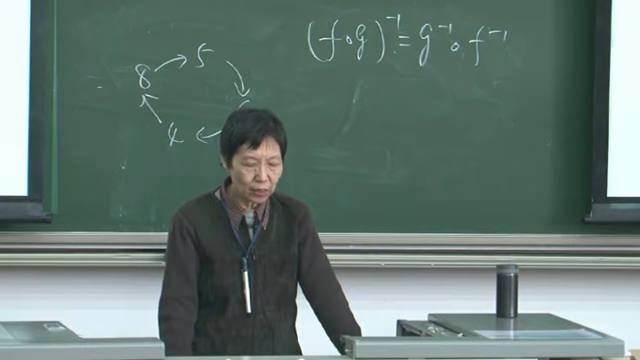 (f∘g)⁻¹ = g⁻¹∘f⁻¹
8 → 5
4